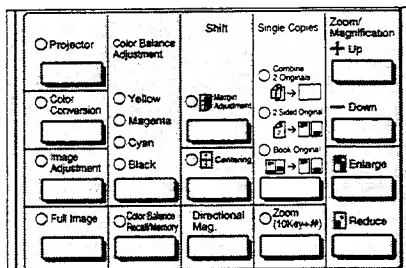 Projector
Color
Conversion
Image
Adjustment
Full Image
Color Balance
Adjustment
Yellow
Magenta
Cyan
Black
Color Balance
Recall/Memory
Shift
Margin
Adjustment
Centering
Directional
Mag.
Single Copies
Combine
2 Originals
2 Sided Original
Book Original
Zoom
(10Key+#)
Zoom/
Magnification
+ Up
— Down
Enlarge
Reduce